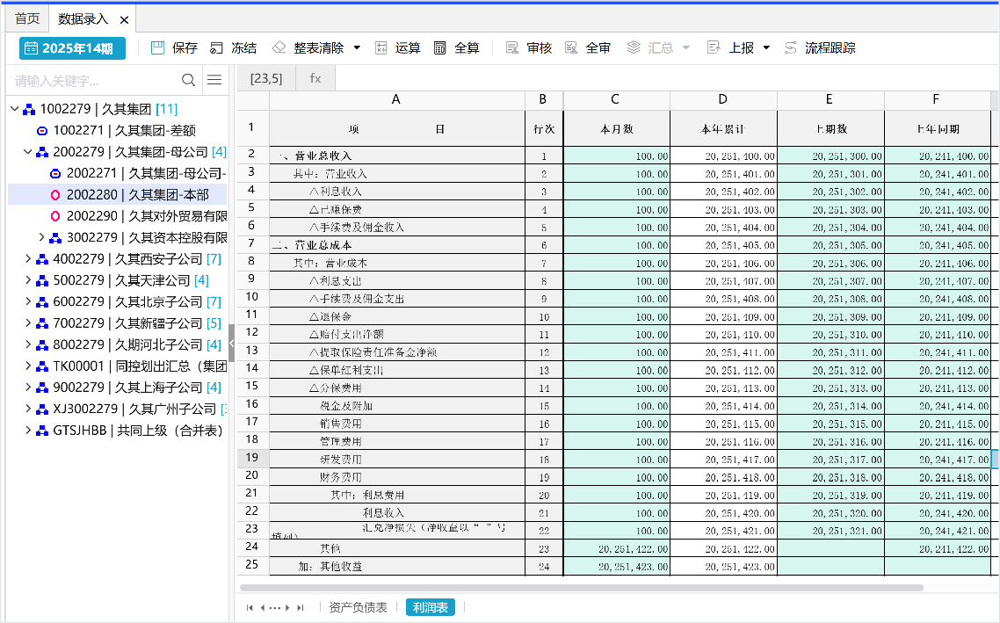 首页 数据录入 ×
2025年14期 保存 冻结 整表清除 运算 全算 审核 全审 汇总 上报 流程跟踪
请输入关键字...
[23,5] fx
1002279 | 久其集团 [11]
1002271 | 久其集团-差额
2002279 | 久其集团-母公司 [4]
2002271 | 久其集团-母公司-
2002280 | 久其集团-本部
2002290 | 久其对外贸易有限
3002279 | 久其资本控股有限
4002279 | 久其西安子公司 [7]
5002279 | 久其天津公司 [4]
6002279 | 久其北京子公司 [7]
7002279 | 久其新疆子公司 [5]
8002279 | 久期河北子公司 [4]
TK00001 | 同控划出汇总（集团
9002279 | 久其上海子公司 [4]
XJ3002279 | 久其广州子公司
GTSJHBB | 共同上级（合并表）
A B C D E F
1 项 目 行次 本月数 本年累计 上期数 上年同期
2 一、营业总收入 1 100.00 20,251,400.00 20,251,300.00 20,241,400.00
3 其中：营业收入 2 100.00 20,251,401.00 20,251,301.00 20,241,401.00
4 △利息收入 3 100.00 20,251,402.00 20,251,302.00 20,241,402.00
5 △已赚保费 4 100.00 20,251,403.00 20,251,303.00 20,241,403.00
6 △手续费及佣金收入 5 100.00 20,251,404.00 20,251,304.00 20,241,404.00
7 二、营业总成本 6 100.00 20,251,405.00 20,251,305.00 20,241,405.00
8 其中：营业成本 7 100.00 20,251,406.00 20,251,306.00 20,241,406.00
9 △利息支出 8 100.00 20,251,407.00 20,251,307.00 20,241,407.00
10 △手续费及佣金支出 9 100.00 20,251,408.00 20,251,308.00 20,241,408.00
11 △退保金 10 100.00 20,251,409.00 20,251,309.00 20,241,409.00
12 △赔付支出净额 11 100.00 20,251,410.00 20,251,310.00 20,241,410.00
13 △提取保险责任准备金净额 12 100.00 20,251,411.00 20,251,311.00 20,241,411.00
14 △保单红利支出 13 100.00 20,251,412.00 20,251,312.00 20,241,412.00
15 △分保费用 14 100.00 20,251,413.00 20,251,313.00 20,241,413.00
16 税金及附加 15 100.00 20,251,414.00 20,251,314.00 20,241,414.00
17 销售费用 16 100.00 20,251,415.00 20,251,315.00 20,241,415.00
18 管理费用 17 100.00 20,251,416.00 20,251,316.00 20,241,416.00
19 研发费用 18 100.00 20,251,417.00 20,251,317.00 20,241,417.00
20 财务费用 19 100.00 20,251,418.00 20,251,318.00 20,241,418.00
21 其中：利息费用 20 100.00 20,251,419.00 20,251,319.00 20,241,419.00
22 利息收入 21 100.00 20,251,420.00 20,251,320.00 20,241,420.00
23 汇兑净损失（净收益以“-”号填列） 22 100.00 20,251,421.00 20,251,321.00 20,241,421.00
24 其他 23 20,251,422.00 20,251,422.00 20,241,422.00
25 加：其他收益 24 20,251,423.00 20,251,423.00
资产负债表 利润表